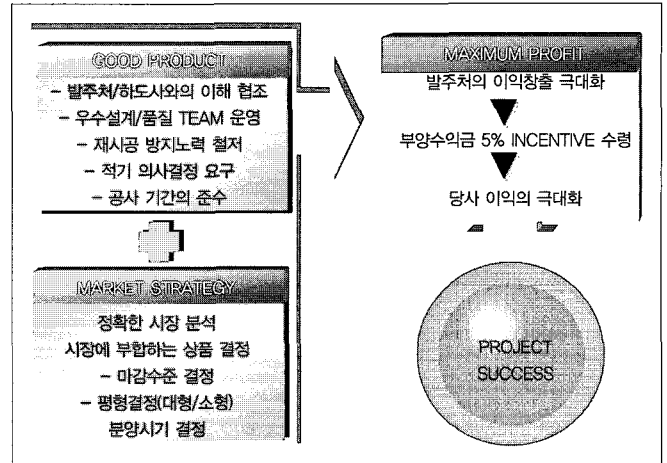 GOOD PRODUCT
- 발주처/하도사와의 이해 협조
- 우수설계/품질 TEAM 운영
- 재시공 방지노력 철저
- 적기 의사결정 요구
- 공사 기간의 준수
MARKET STRATEGY
정확한 시장 분석
시장에 부합하는 상품 결정
- 마감수준 결정
- 평형결정(대형/소형)
분양시기 결정
MAXIMUM PROFIT
발주처의 이익창출 극대화
부양수익금 5% INCENTIVE 수령
당사 이익의 극대화
PROJECT
SUCCESS